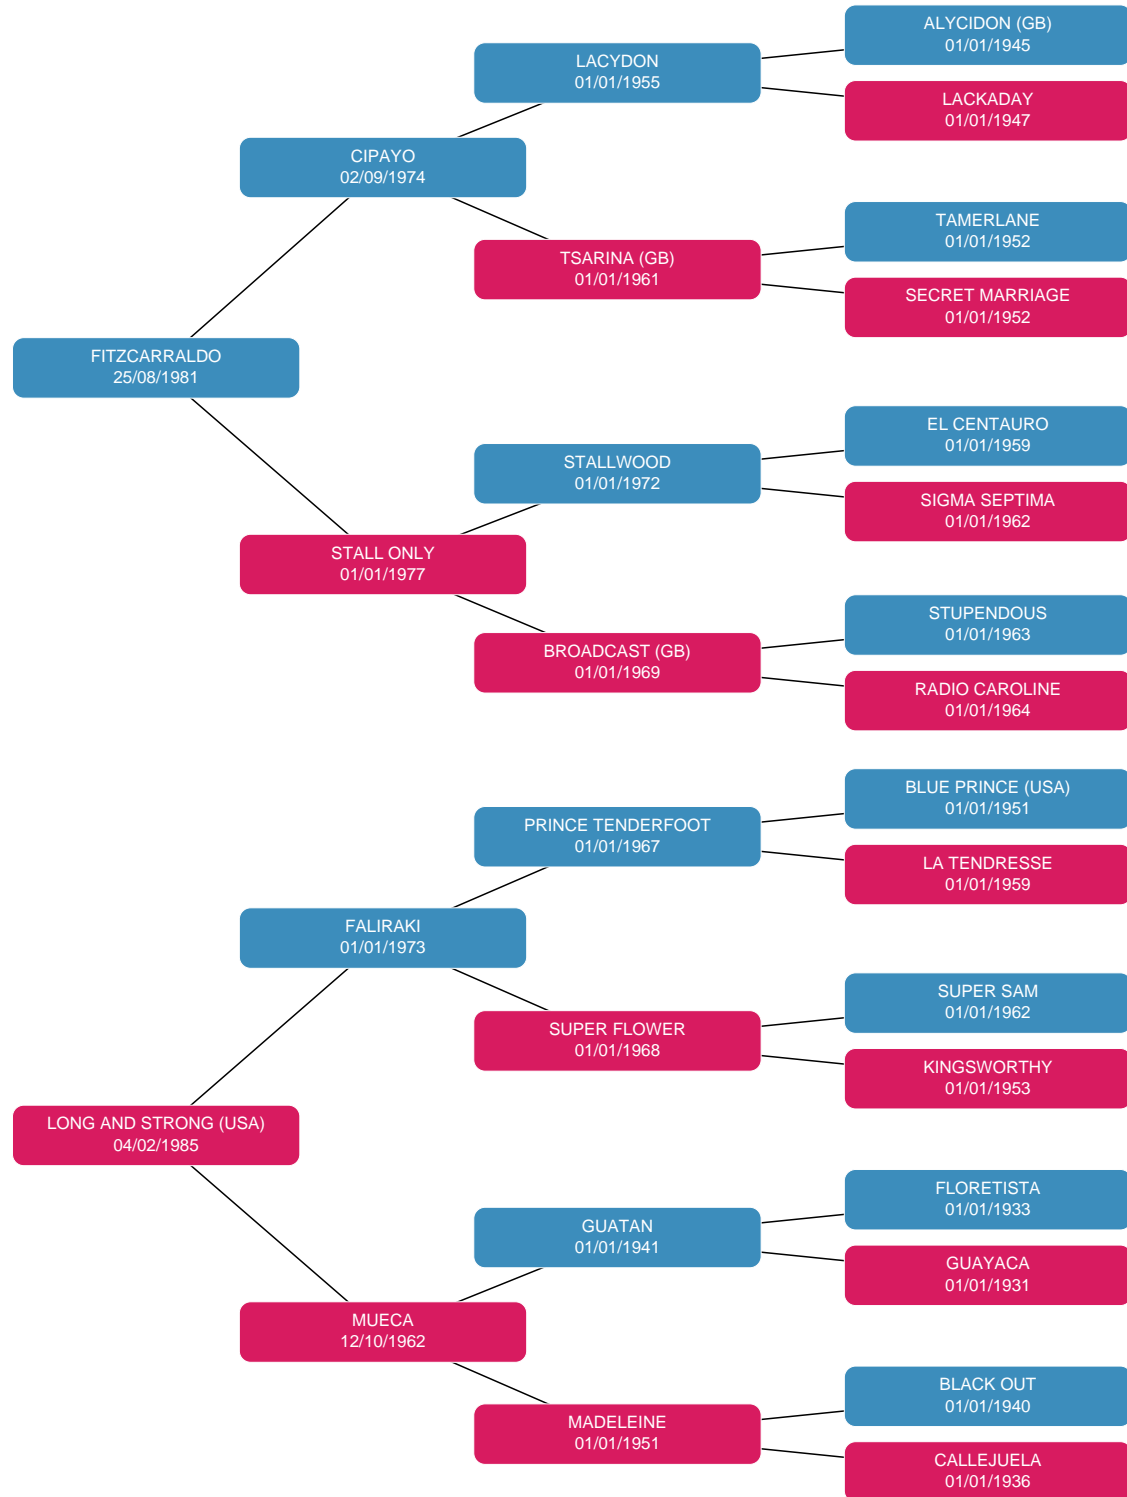 ALYCIDON (GB)
01/01/1945
LACYDON
01/01/1955
LACKADAY
01/01/1947
CIPAYO
02/09/1974
TAMERLANE
01/01/1952
TSARINA (GB)
01/01/1961
SECRET MARRIAGE
01/01/1952
FITZCARRALDO
25/08/1981
EL CENTAURO
01/01/1959
STALLWOOD
01/01/1972
SIGMA SEPTIMA
01/01/1962
STALL ONLY
01/01/1977
STUPENDOUS
01/01/1963
BROADCAST (GB)
01/01/1969
RADIO CAROLINE
01/01/1964
BLUE PRINCE (USA)
01/01/1951
PRINCE TENDERFOOT
01/01/1967
LA TENDRESSE
01/01/1959
FALIRAKI
01/01/1973
SUPER SAM
01/01/1962
SUPER FLOWER
01/01/1968
KINGSWORTHY
01/01/1953
LONG AND STRONG (USA)
04/02/1985
FLORETISTA
01/01/1933
GUATAN
01/01/1941
GUAYACA
01/01/1931
MUECA
12/10/1962
BLACK OUT
01/01/1940
MADELEINE
01/01/1951
CALLEJUELA
01/01/1936